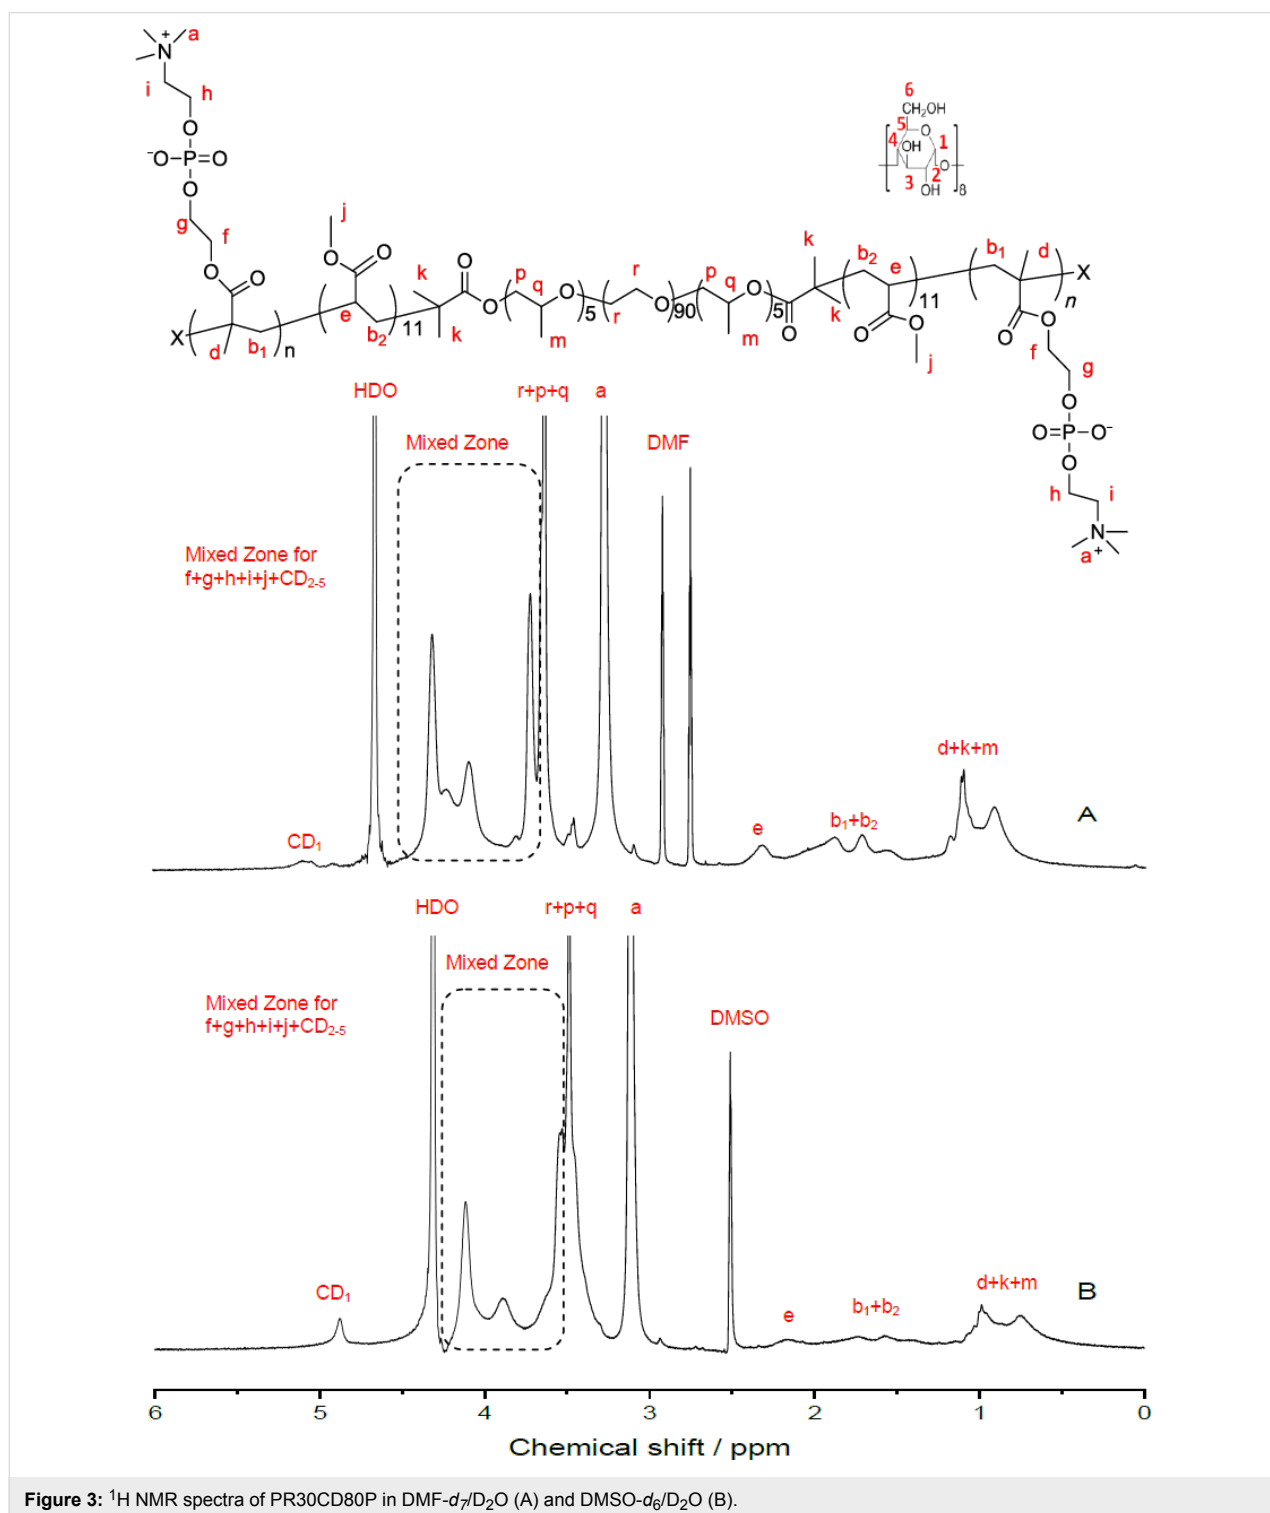 a
+
N
i
h
O
⁻O–P=O
O
g
f
O
O
j
O
O
e
b₂
11
k
k
O
O
p
q
O
m
5
r
r
O
90
p
q
O
m
5
O
k
k
b₂
e
11
O
O
j
b₁
d
X
n
O
O
f
g
O
O=P–O⁻
O
h
i
N
a +
X
d
b₁
n
6
CH₂OH
5
O
4
OH
1
3
2
OH
O
8
HDO
r+p+q
a
Mixed Zone
DMF
Mixed Zone for
f+g+h+i+j+CD₂₋₅
d+k+m
A
CD₁
e
b₁+b₂
HDO
r+p+q
a
Mixed Zone
Mixed Zone for
f+g+h+i+j+CD₂₋₅
DMSO
CD₁
e
b₁+b₂
d+k+m
B
6 5 4 3 2 1 0
Chemical shift / ppm
Figure 3: ¹H NMR spectra of PR30CD80P in DMF-d₇/D₂O (A) and DMSO-d₆/D₂O (B).